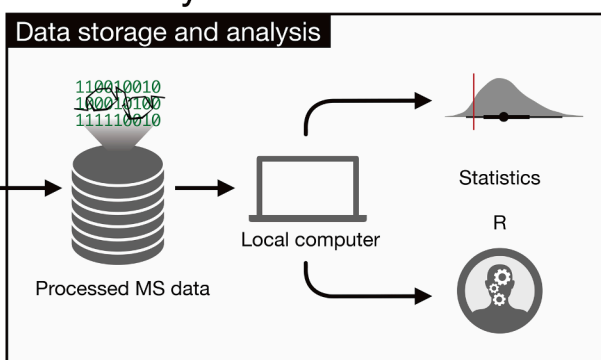 Data storage and analysis
110010010
111110010
Statistics
R
Local computer
Processed MS data